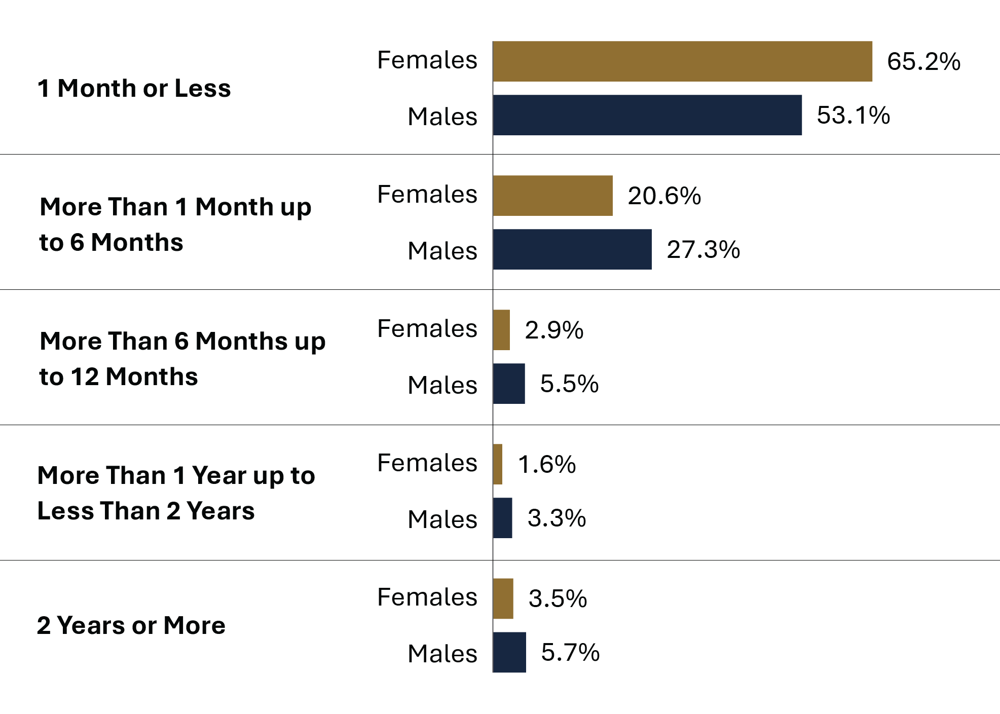 1 Month or Less
Females
65.2%
Males
53.1%
More Than 1 Month up
to 6 Months
Females
20.6%
Males
27.3%
More Than 6 Months up
to 12 Months
Females
2.9%
Males
5.5%
More Than 1 Year up to
Less Than 2 Years
Females
1.6%
Males
3.3%
2 Years or More
Females
3.5%
Males
5.7%